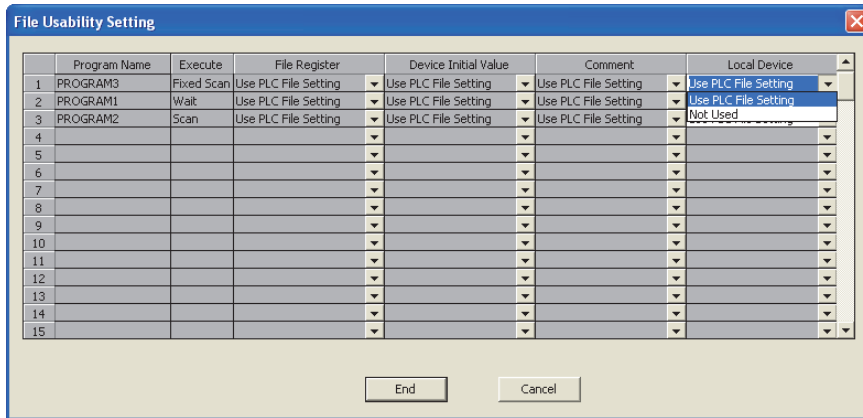 File Usability Setting
Program Name Execute File Register Device Initial Value Comment Local Device
1 PROGRAM3 Fixed Scan Use PLC File Setting Use PLC File Setting Use PLC File Setting Use PLC File Setting
2 PROGRAM1 Wait Use PLC File Setting Use PLC File Setting Use PLC File Setting Use PLC File Setting
3 PROGRAM2 Scan Use PLC File Setting Use PLC File Setting Use PLC File Setting Not Used
4
5
6
7
8
9
10
11
12
13
14
15
End Cancel